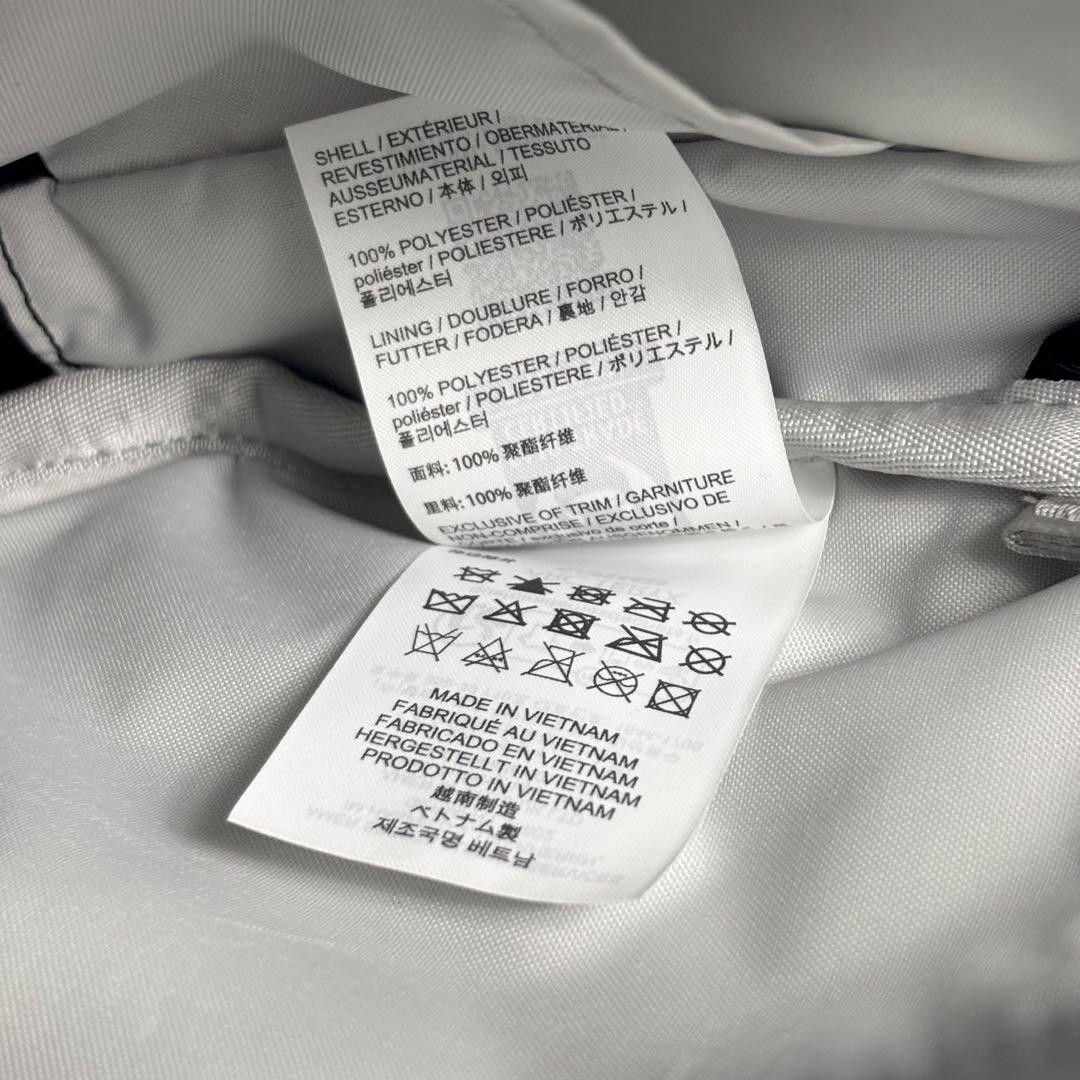 SHELL / EXTÉRIEUR /
REVESTIMIENTO / OBERMATERIAL /
AUSSEUMATERIAL / TESSUTO
ESTERNO / 本体 / 외피
100% POLYESTER / POLIÉSTER /
poliéster / POLIESTERE / ポリエステル /
폴리에스터
LINING / DOUBLURE / FORRO /
FUTTER / FODERA / 裏地 / 안감
100% POLYESTER / POLIÉSTER /
poliéster / POLIESTERE / ポリエステル /
폴리에스터
面料: 100% 聚酯纤维
里料: 100% 聚酯纤维
EXCLUSIVE OF TRIM / GARNITURE
NON-COMPRISE / EXCLUSIVO DE
CORTE / exclusivo de corte /
MADE IN VIETNAM
FABRIQUÉ AU VIETNAM
FABRICADO EN VIETNAM
HERGESTELLT IN VIETNAM
PRODOTTO IN VIETNAM
越南制造
ベトナム製
제조국명 베트남